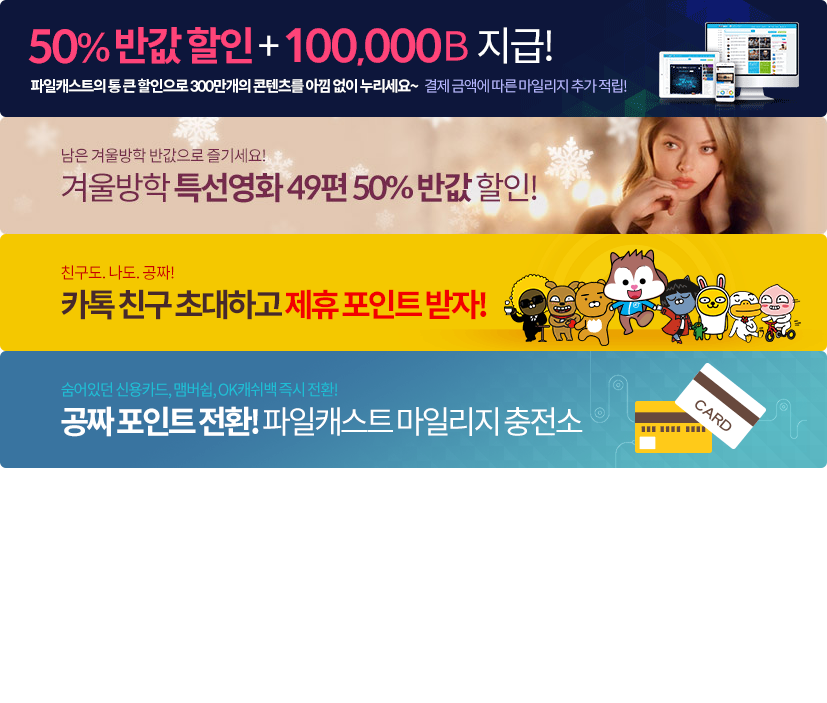 50% 반값 할인 + 100,000B 지급!
파일캐스트의 통 큰 할인으로 300만개의 콘텐츠를 아낌 없이 누리세요~ 결제 금액에 따른 마일리지 추가 적립!
남은 겨울방학 반값으로 즐기세요!
겨울방학 특선영화 49편 50% 반값 할인!
친구도. 나도. 공짜!
카톡 친구 초대하고 제휴 포인트 받자!
숨어있던 신용카드, 맴버쉽, OK캐쉬백 즉시 전환!
공짜 포인트 전환! 파일캐스트 마일리지 충전소
CARD